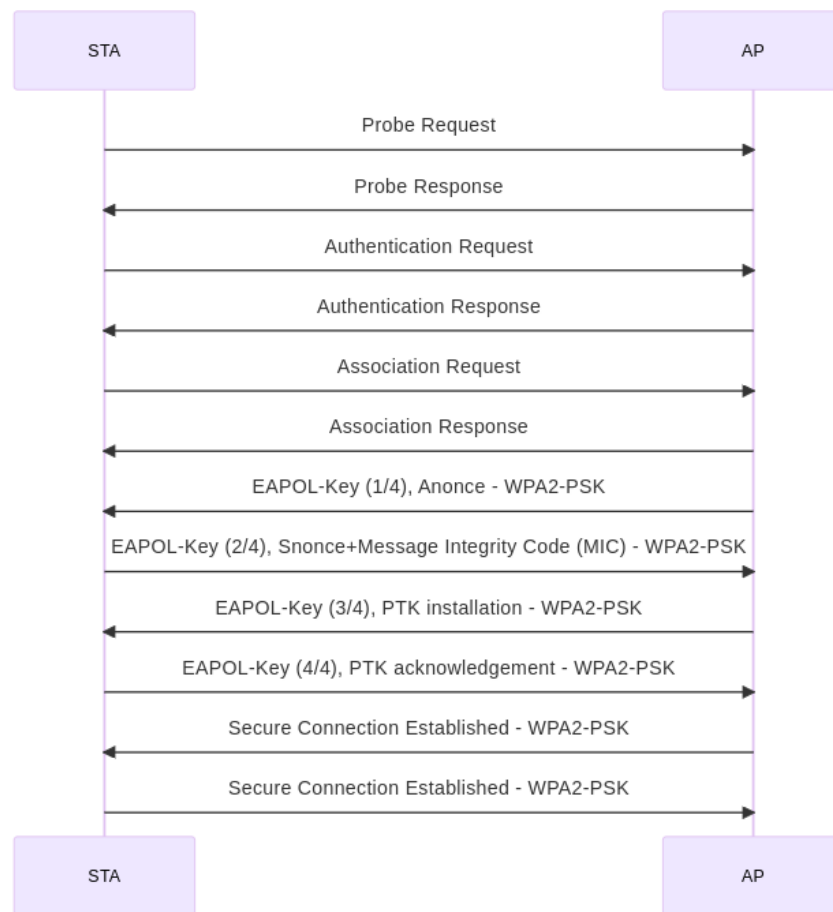 STA
AP
Probe Request
Probe Response
Authentication Request
Authentication Response
Association Request
Association Response
EAPOL-Key (1/4), Anonce - WPA2-PSK
EAPOL-Key (2/4), Snonce+Message Integrity Code (MIC) - WPA2-PSK
EAPOL-Key (3/4), PTK installation - WPA2-PSK
EAPOL-Key (4/4), PTK acknowledgement - WPA2-PSK
Secure Connection Established - WPA2-PSK
Secure Connection Established - WPA2-PSK
STA
AP